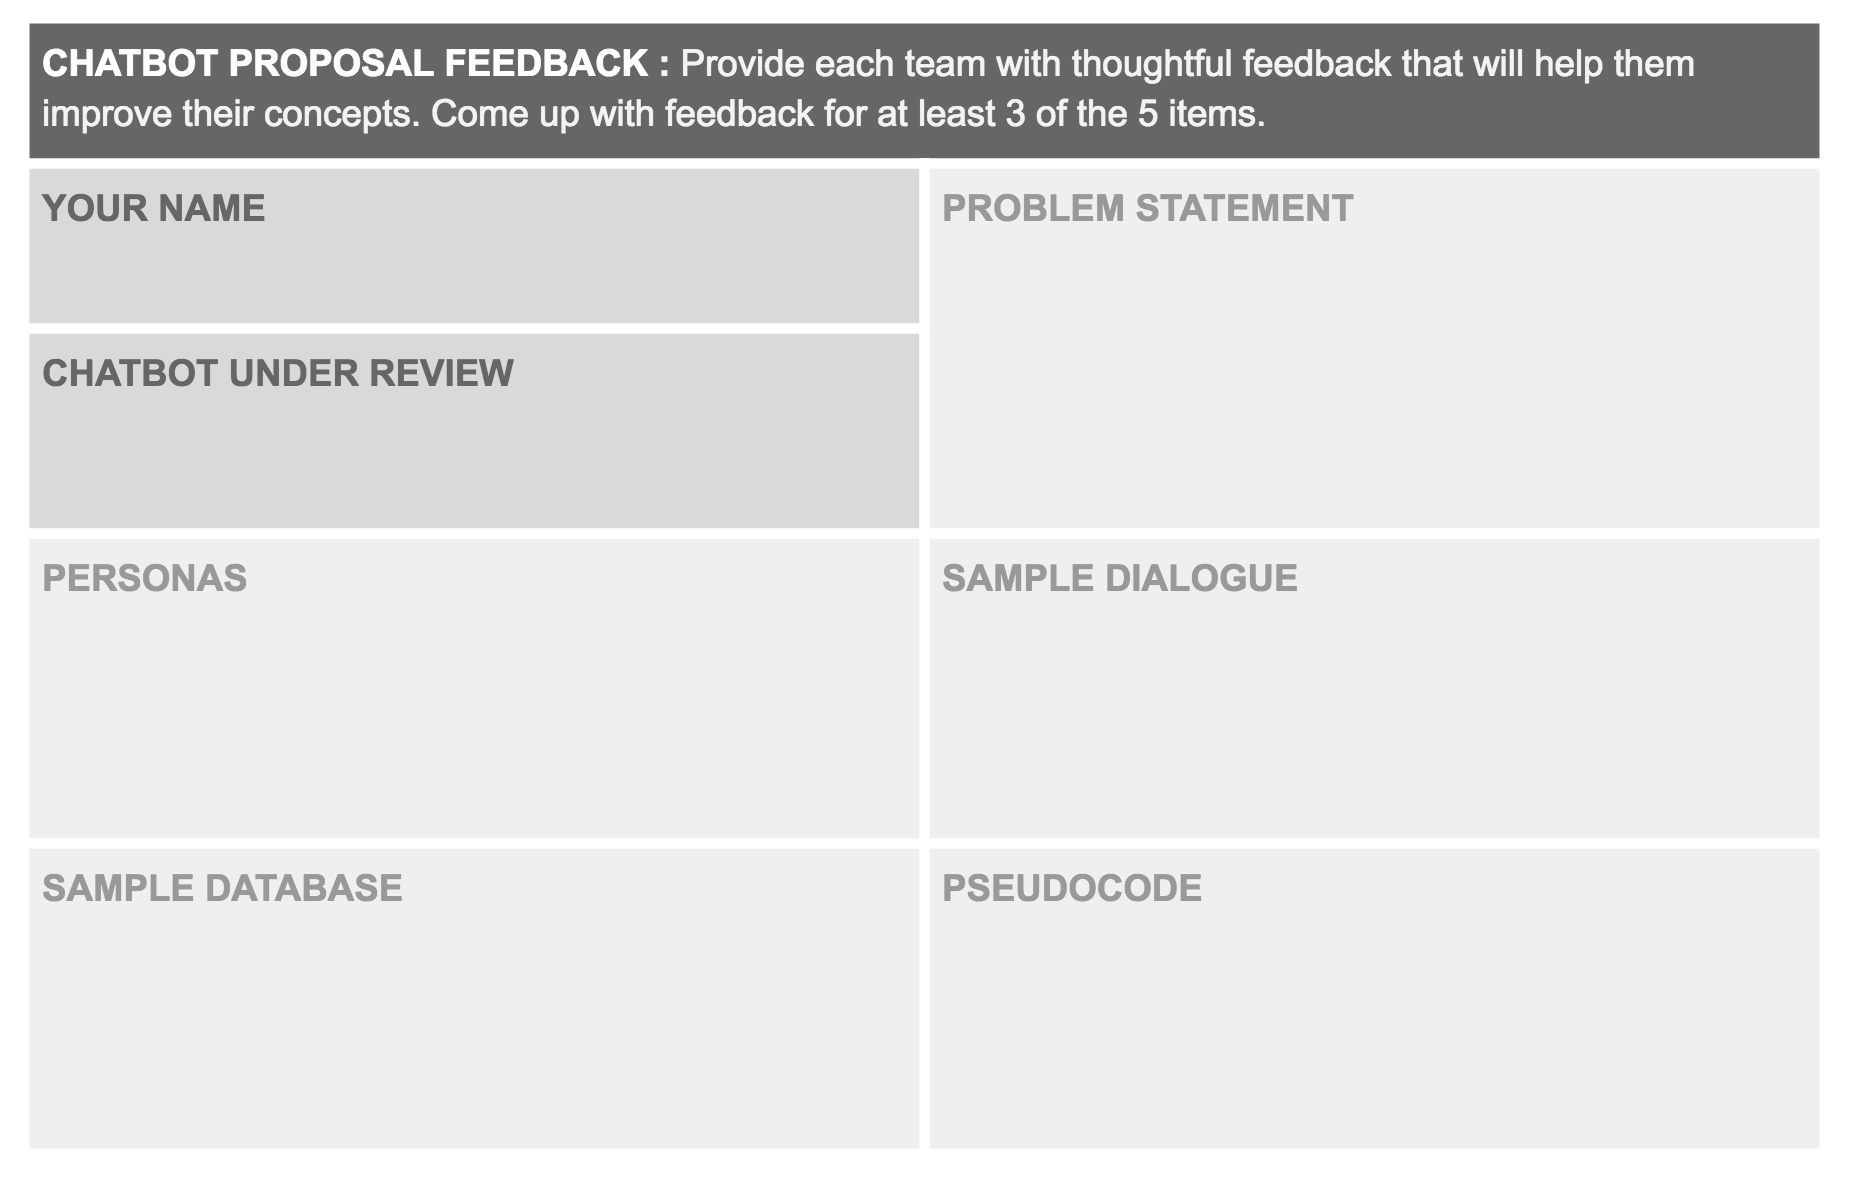 CHATBOT PROPOSAL FEEDBACK : Provide each team with thoughtful feedback that will help them
improve their concepts. Come up with feedback for at least 3 of the 5 items.
YOUR NAME
PROBLEM STATEMENT
CHATBOT UNDER REVIEW
PERSONAS
SAMPLE DIALOGUE
SAMPLE DATABASE
PSEUDOCODE